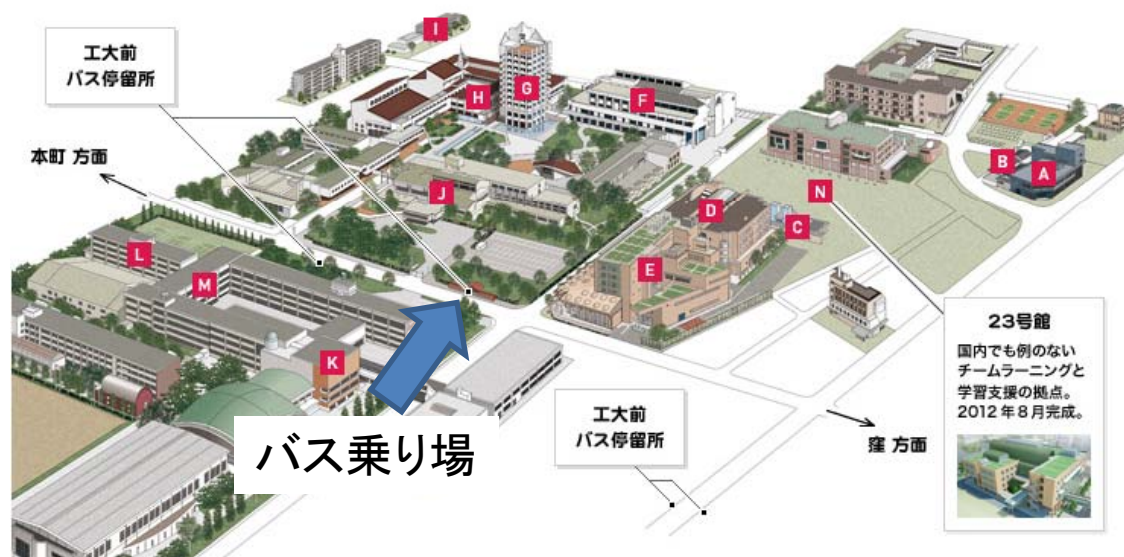 工大前
バス停留所
本町 方面
I
H
G
F
B
A
J
D
N
C
L
M
E
K
23号館
国内でも例のない
チームラーニングと
学習支援の拠点。
2012年8月完成。
バス乗り場
工大前
バス停留所
窪 方面